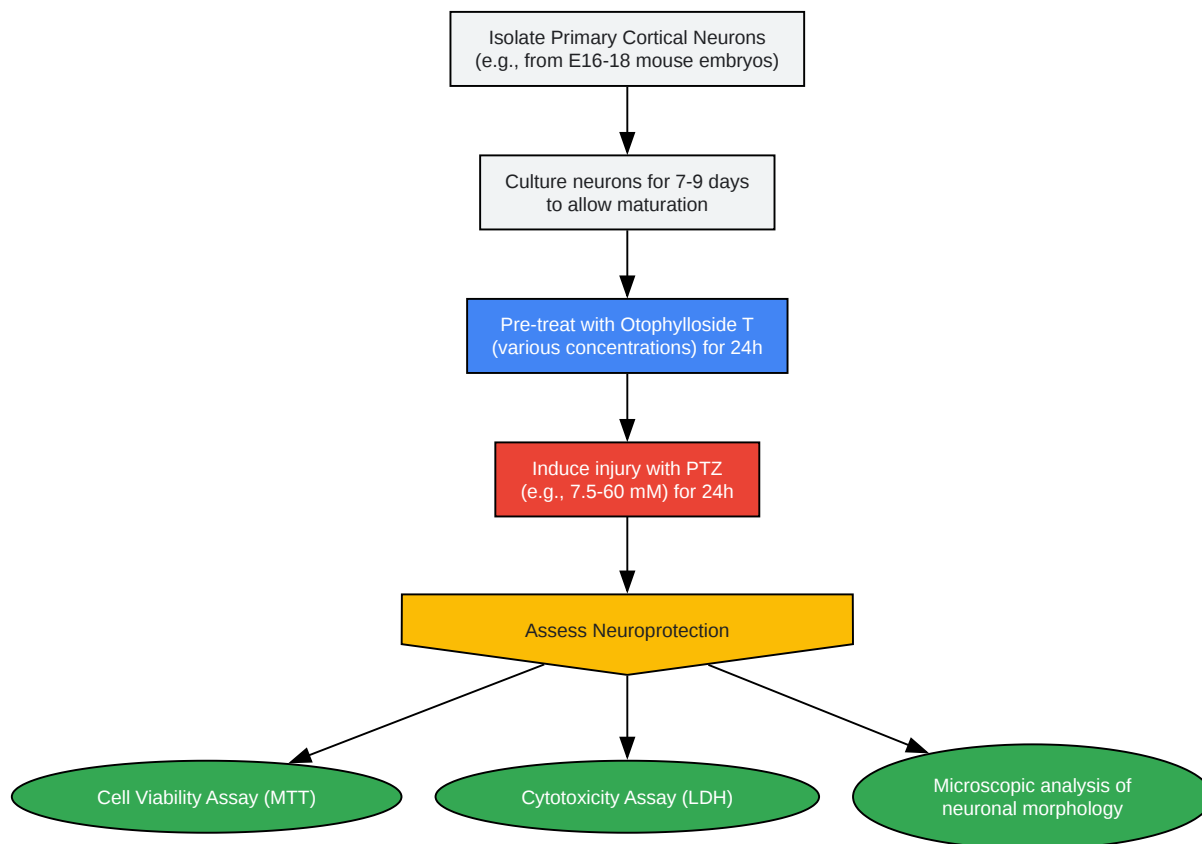 Isolate Primary Cortical Neurons
(e.g., from E16-18 mouse embryos)
Culture neurons for 7-9 days
to allow maturation
Pre-treat with Otophylloside T
(various concentrations) for 24h
Induce injury with PTZ
(e.g., 7.5-60 mM) for 24h
Assess Neuroprotection
Cell Viability Assay (MTT)
Cytotoxicity Assay (LDH)
Microscopic analysis of
neuronal morphology